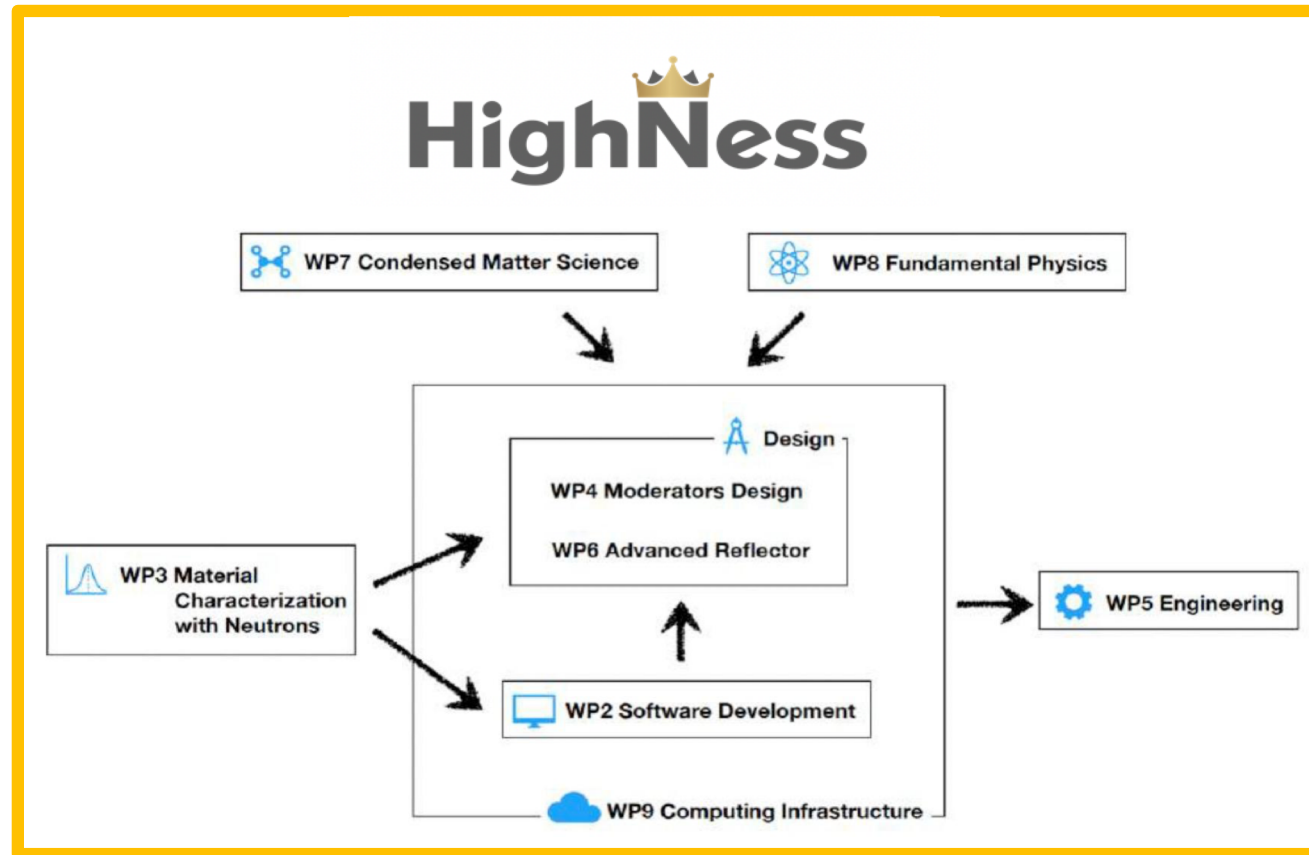 HighNess
WP7 Condensed Matter Science
WP8 Fundamental Physics
Design
WP4 Moderators Design
WP6 Advanced Reflector
WP3 Material
Characterization
with Neutrons
WP5 Engineering
WP2 Software Development
WP9 Computing Infrastructure